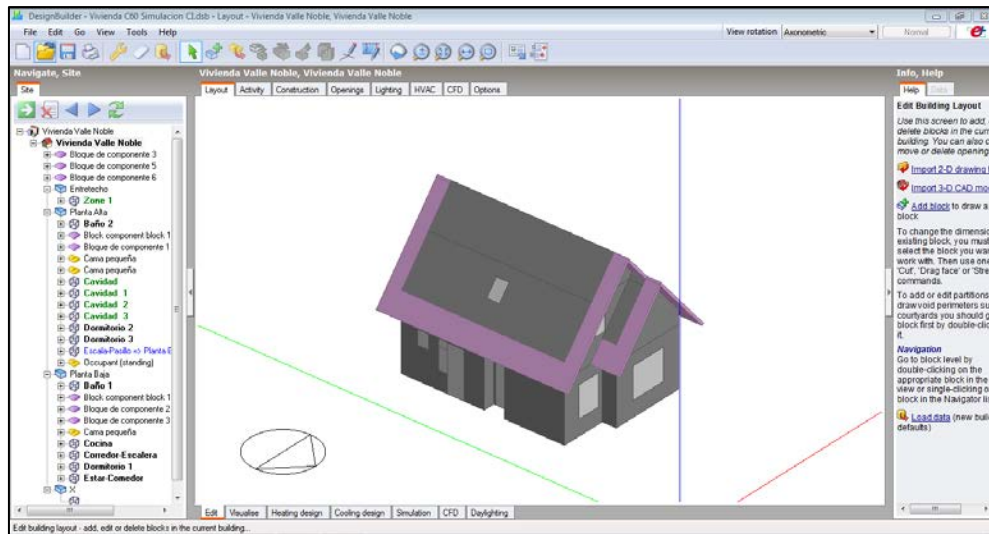 DesignBuilder - Vivienda C60 Simulacion CI.dsb - Layout - Vivienda Valle Noble, Vivienda Valle Noble
File Edit Go View Tools Help
View rotation Axonometric
Normal
Navigate, Site
Site
Vivienda Valle Noble
Vivienda Valle Noble
Bloque de componente 3
Bloque de componente 5
Bloque de componente 6
Entretecho
Zone 1
Planta Alta
Baño 2
Block component block 1
Bloque de componente 1
Cama pequeña
Cama pequeña
Cavidad
Cavidad 1
Cavidad 2
Cavidad 3
Dormitorio 2
Dormitorio 3
Escala-Pasillo <> Planta B
Occupant (standing)
Planta Baja
Baño 1
Block component block 1
Bloque de componente 2
Bloque de componente 3
Cama pequeña
Cocina
Corredor-Escalera
Dormitorio 1
Estar-Comedor
X
Vivienda Valle Noble, Vivienda Valle Noble
Layout Activity Construction Openings Lighting HVAC CFD Options
Edit Visualise Heating design Cooling design Simulation CFD Daylighting
Info, Help
Help Data
Edit Building Layout
Use this screen to add,
delete blocks in the curr
building. You can also c
move or delete opening
Import 2-D drawing
Import 3-D CAD mo
Add block to draw a
block
To change the dimensio
existing block, you must
select the block you wan
work with. Then use one
'Cut', 'Drag face' or 'Stre
commands.
To add or edit partitions
draw void perimeters su
courtyards you should g
block first by double-clic
it.
Navigation
Go to block level by
double-clicking on the
appropriate block in the
view or single-clicking o
block in the Navigator lis
Load data (new buil
defaults)
Edit building layout - add, edit or delete blocks in the current building...